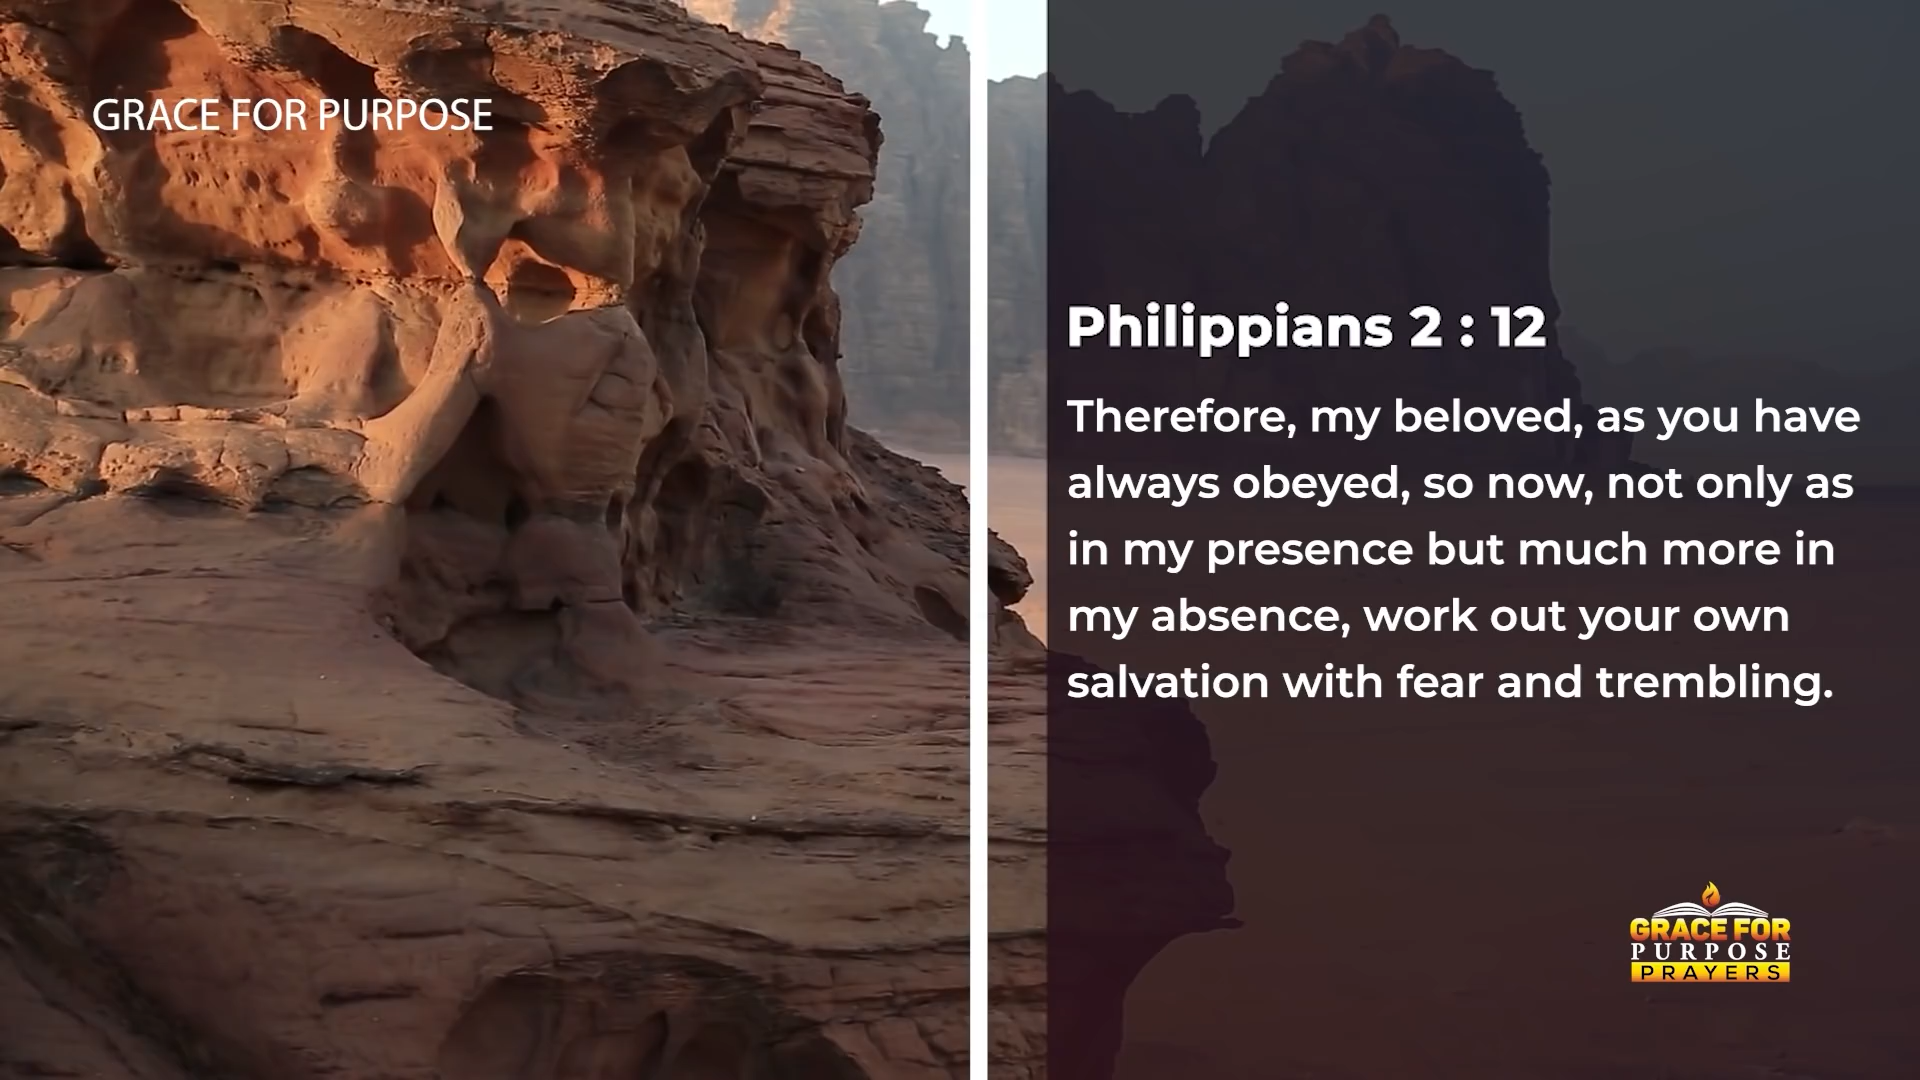 GRACE FOR PURPOSE
Philippians 2 : 12
Therefore, my beloved, as you have
always obeyed, so now, not only as
in my presence but much more in
my absence, work out your own
salvation with fear and trembling.
GRACE FOR
PURPOSE
PRAYERS